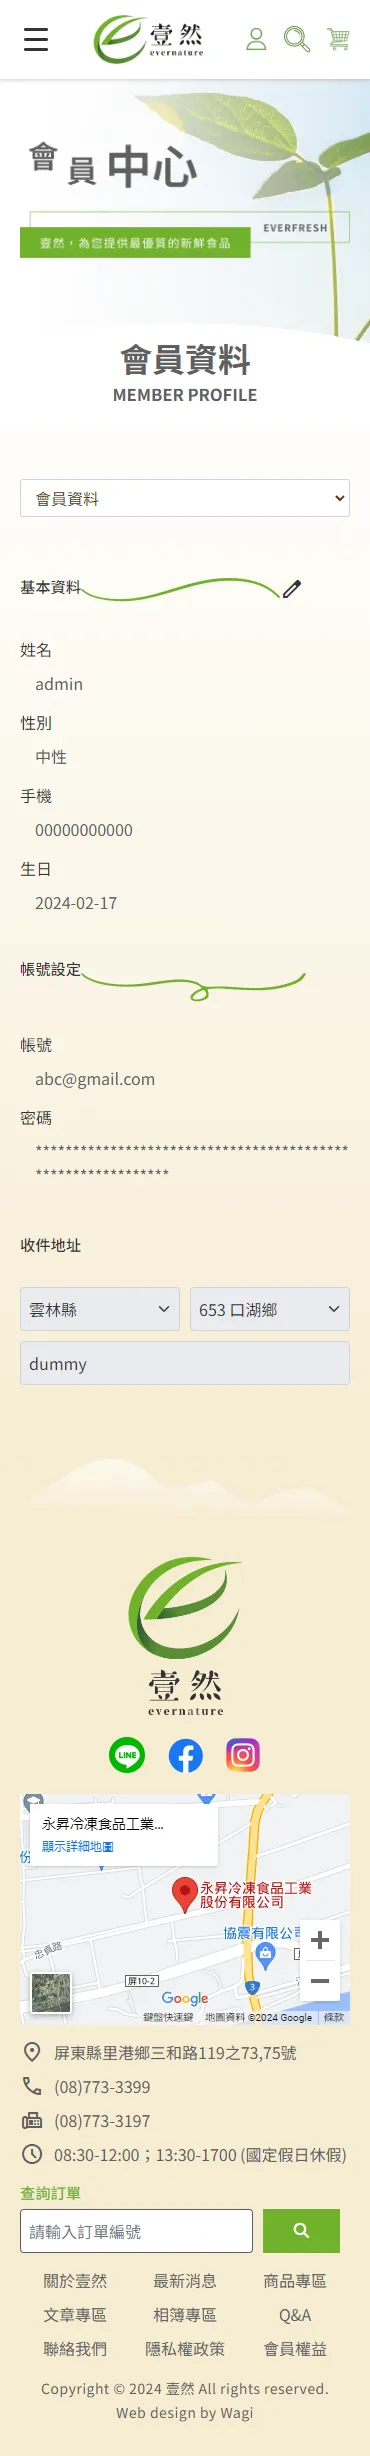 壹然
evernature
會員中心
EVERFRESH
壹然，為您提供最優質的新鮮食品
會員資料
MEMBER PROFILE
會員資料
基本資料
姓名
admin
性別
中性
手機
00000000000
生日
2024-02-17
帳號設定
帳號
abc@gmail.com
密碼
******************************************
******************
收件地址
雲林縣
653 口湖鄉
dummy
壹然
evernature
LINE
永昇冷凍食品工業...
顯示詳細地圖
份
永昇冷凍食品工業
股份有限公司
協震有限公司
忠貞路
屏10-2
3
Google
鍵盤快速鍵
地圖資料 ©2024 Google
條款
屏東縣里港鄉三和路119之73,75號
(08)773-3399
(08)773-3197
08:30-12:00；13:30-1700 (國定假日休假)
查詢訂單
請輸入訂單編號
關於壹然
最新消息
商品專區
文章專區
相簿專區
Q&A
聯絡我們
隱私權政策
會員權益
Copyright © 2024 壹然 All rights reserved.
Web design by Wagi